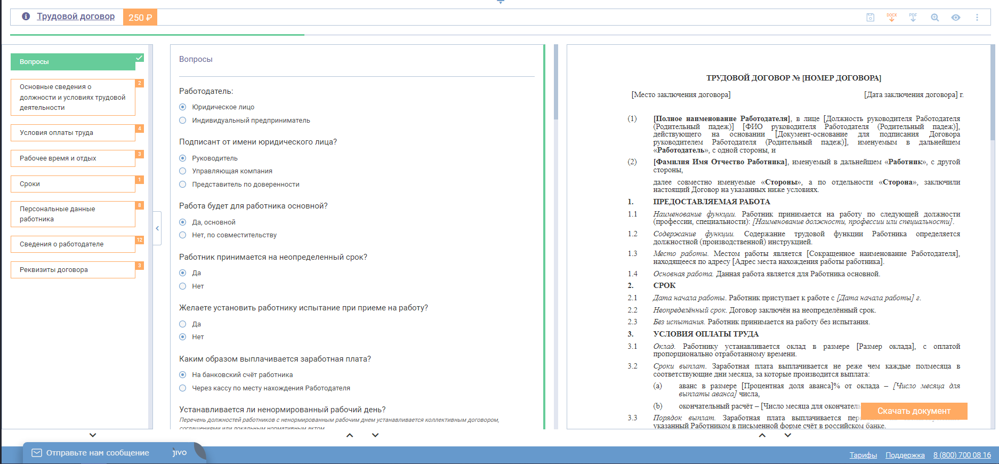 Трудовой договор
250 ₽
DOCX
PDF
Вопросы
Основные сведения о
должности и условиях трудовой
деятельности
2
Условия оплаты труда
4
Рабочее время и отдых
3
Сроки
1
Персональные данные
работника
8
Сведения о работодателе
12
Реквизиты договора
3
Вопросы
Работодатель:
Юридическое лицо
Индивидуальный предприниматель
Подписант от имени юридического лица?
Руководитель
Управляющая компания
Представитель по доверенности
Работа будет для работника основной?
Да, основной
Нет, по совместительству
Работник принимается на неопределенный срок?
Да
Нет
Желаете установить работнику испытание при приеме на работу?
Да
Нет
Каким образом выплачивается заработная плата?
На банковский счёт работника
Через кассу по месту нахождения Работодателя
Устанавливается ли ненормированный рабочий день?
Перечень должностей работников с ненормированным рабочим днем устанавливается коллективным договором,
соглашениями или локальным нормативным актом
ТРУДОВОЙ ДОГОВОР № [НОМЕР ДОГОВОРА]
[Место заключения договора] [Дата заключения договора] г.
(1) [Полное наименование Работодателя], в лице [Должность руководителя Работодателя
(Родительный падеж)] [ФИО руководителя Работодателя (Родительный падеж)],
действующего на основании [Документ-основание для подписания Договора
руководителем Работодателя (Родительный падеж)], именуемым в дальнейшем
«Работодатель», с одной стороны, и
(2) [Фамилия Имя Отчество Работника], именуемый в дальнейшем «Работник», с другой
стороны,
далее совместно именуемые «Стороны», а по отдельности «Сторона», заключили
настоящий Договор на указанных ниже условиях.
1. ПРЕДОСТАВЛЯЕМАЯ РАБОТА
1.1 Наименование функции. Работник принимается на работу по следующей должности
(профессии, специальности): [Наименование должности, профессии или специальности].
1.2 Содержание функции. Содержание трудовой функции Работника определяется
должностной (производственной) инструкцией.
1.3 Место работы. Местом работы является [Сокращенное наименование Работодателя],
находящееся по адресу [Адрес места нахождения работы работника].
1.4 Основная работа. Данная работа является для Работника основной.
2. СРОК
2.1 Дата начала работы. Работник приступает к работе с [Дата начала работы] г.
2.2 Неопределённый срок. Договор заключён на неопределённый срок.
2.3 Без испытания. Работник принимается на работу без испытания.
3. УСЛОВИЯ ОПЛАТЫ ТРУДА
3.1 Оклад. Работнику устанавливается оклад в размере [Размер оклада], с оплатой
пропорционально отработанному времени.
3.2 Сроки выплат. Заработная плата выплачивается не реже чем каждые полмесяца в
соответствующие дни месяца, за которые производится выплата:
(a) аванс в размере [Процентная доля аванса]% от оклада – [Число месяца для
выплаты аванса] числа,
(b) окончательный расчёт – [Число месяца для окончатель
3.3 Порядок выплат. Заработная плата выплачивается
указанный Работником в письменной форме счёт в российском банке.
Скачать документ
Отправьте нам сообщение
jivo
Тарифы
Поддержка
8 (800) 700 08 16